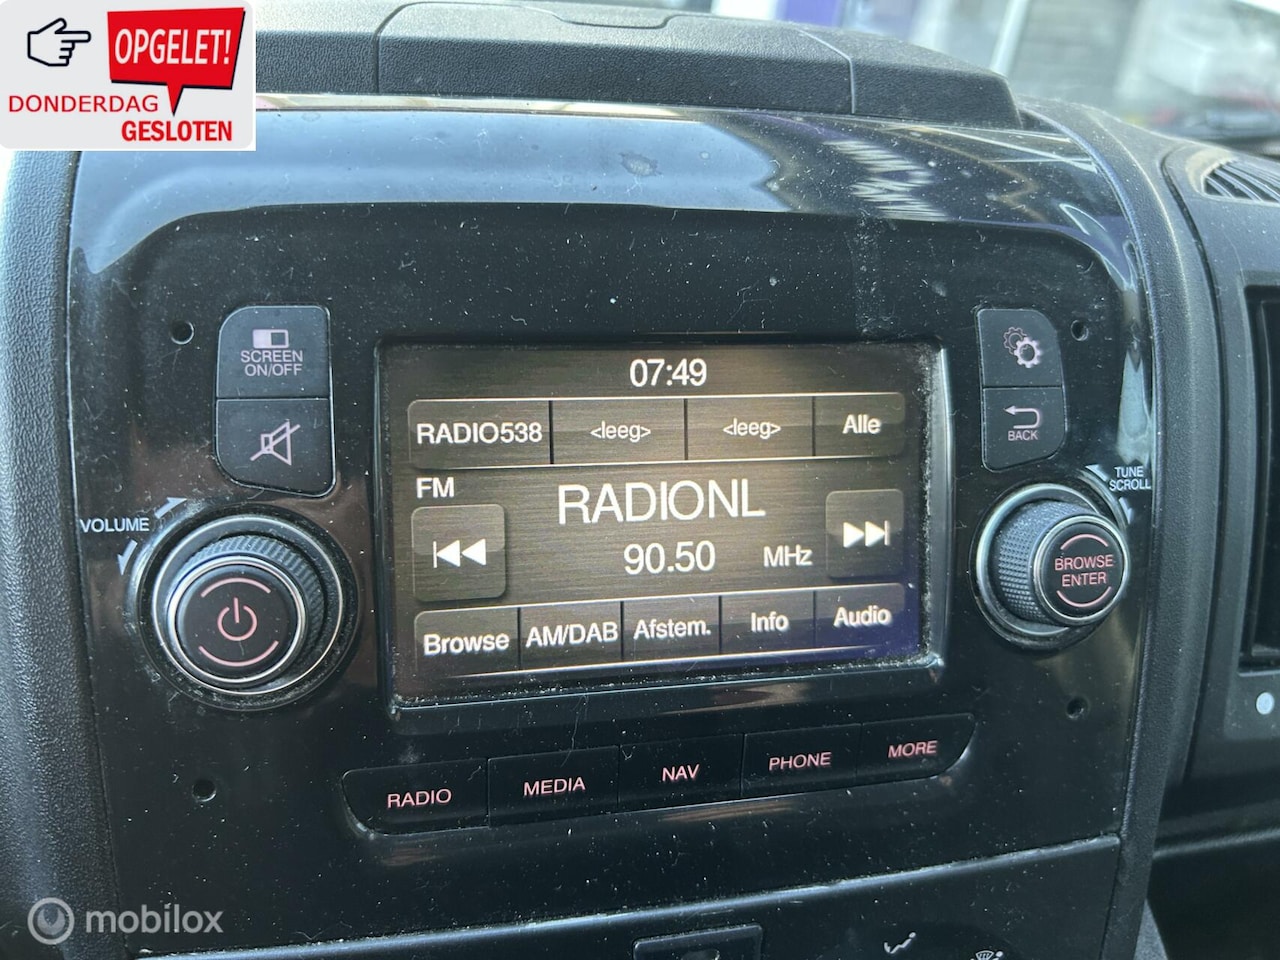 OPGELET!
DONDERDAG
GESLOTEN
SCREEN
ON/OFF
07:49
RADIO538 <leeg> <leeg> Alle
BACK
FM
RADIONL
90.50 MHz
VOLUME
TUNE
SCROLL
BROWSE
ENTER
Browse AM/DAB Afstem. Info Audio
RADIO MEDIA NAV PHONE MORE
mobilox